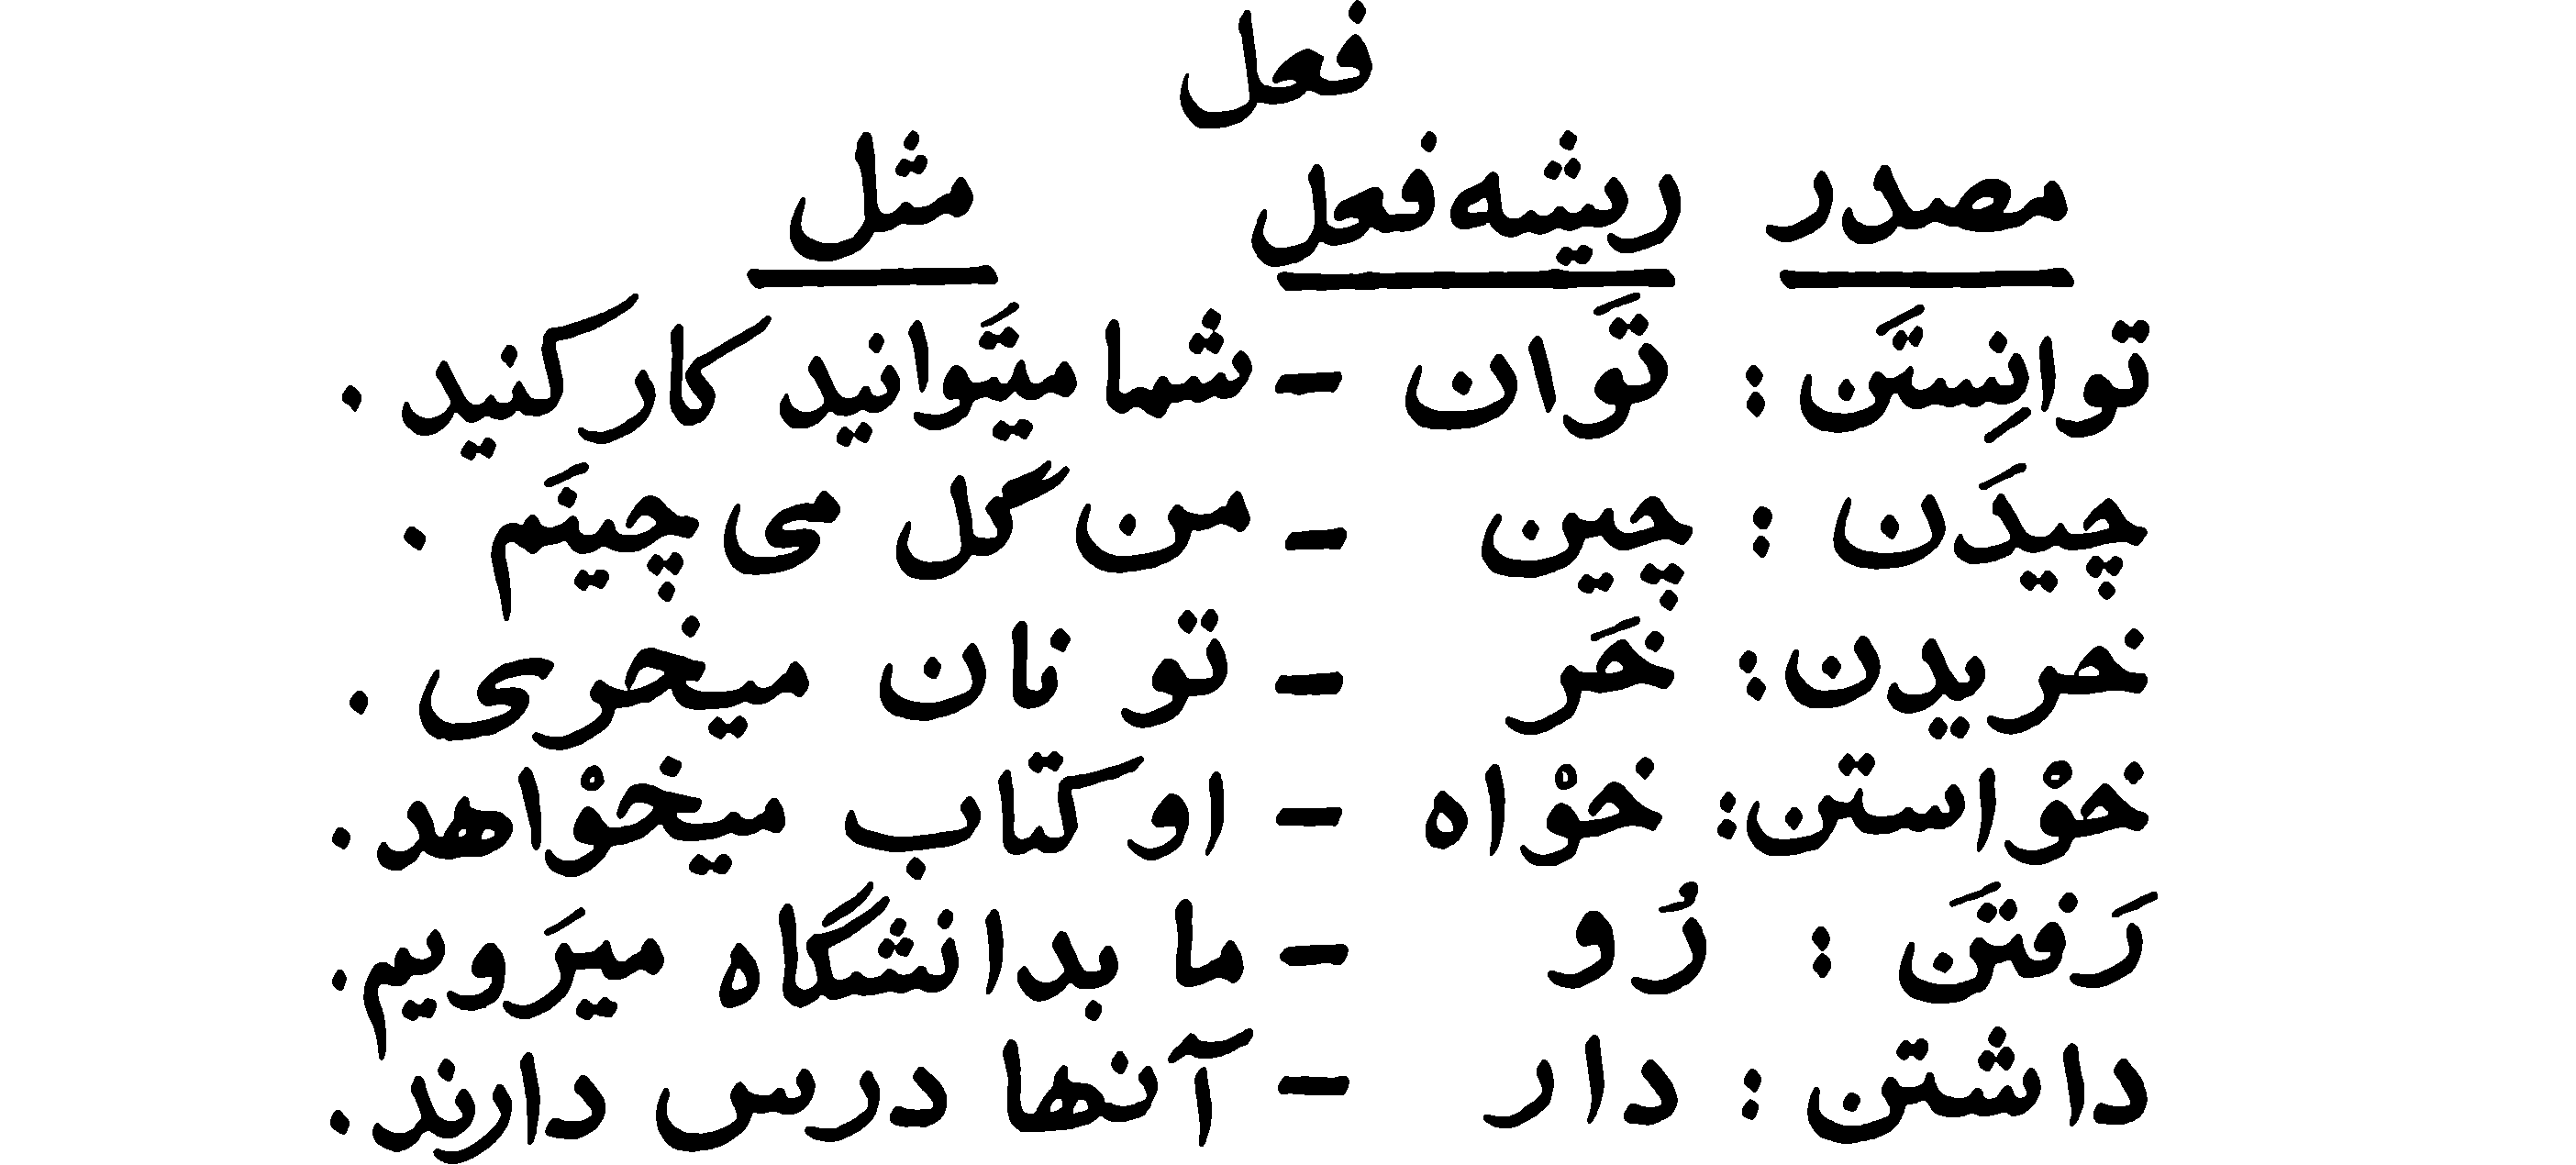 فعل
مصدر ریشه فعل مثل
توانِستَن : تَوان - شما میتَوانید کار کنید .
چیدَن : چین - من گل می چینَم .
خریدن : خَر - تو نان میخری .
خوْاستن : خوْاه - او کتاب میخوْاهد .
رَفتَن : رُو - ما بدانشگاه میرَویم .
داشتن : دار - آنها درس دارند .